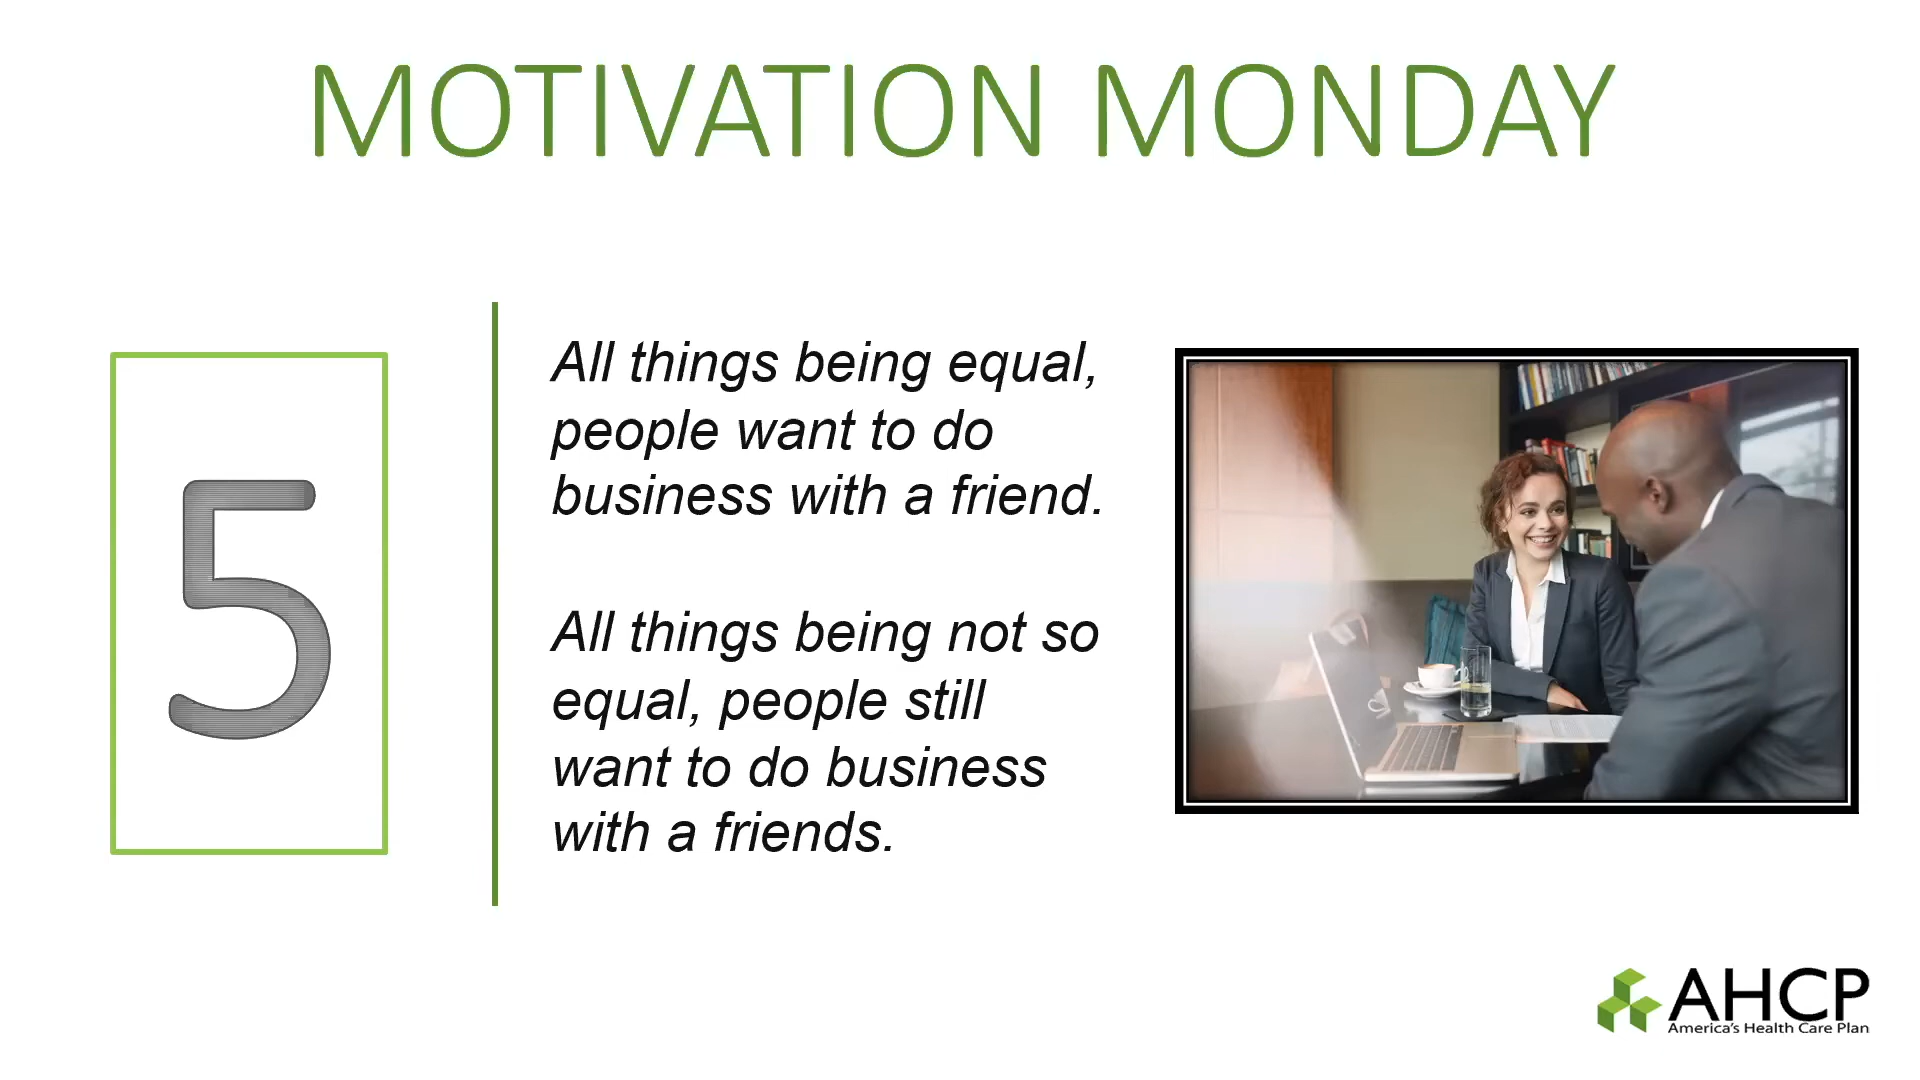 MOTIVATION MONDAY
5
All things being equal,
people want to do
business with a friend.
All things being not so
equal, people still
want to do business
with a friends.
AHCP
America's Health Care Plan